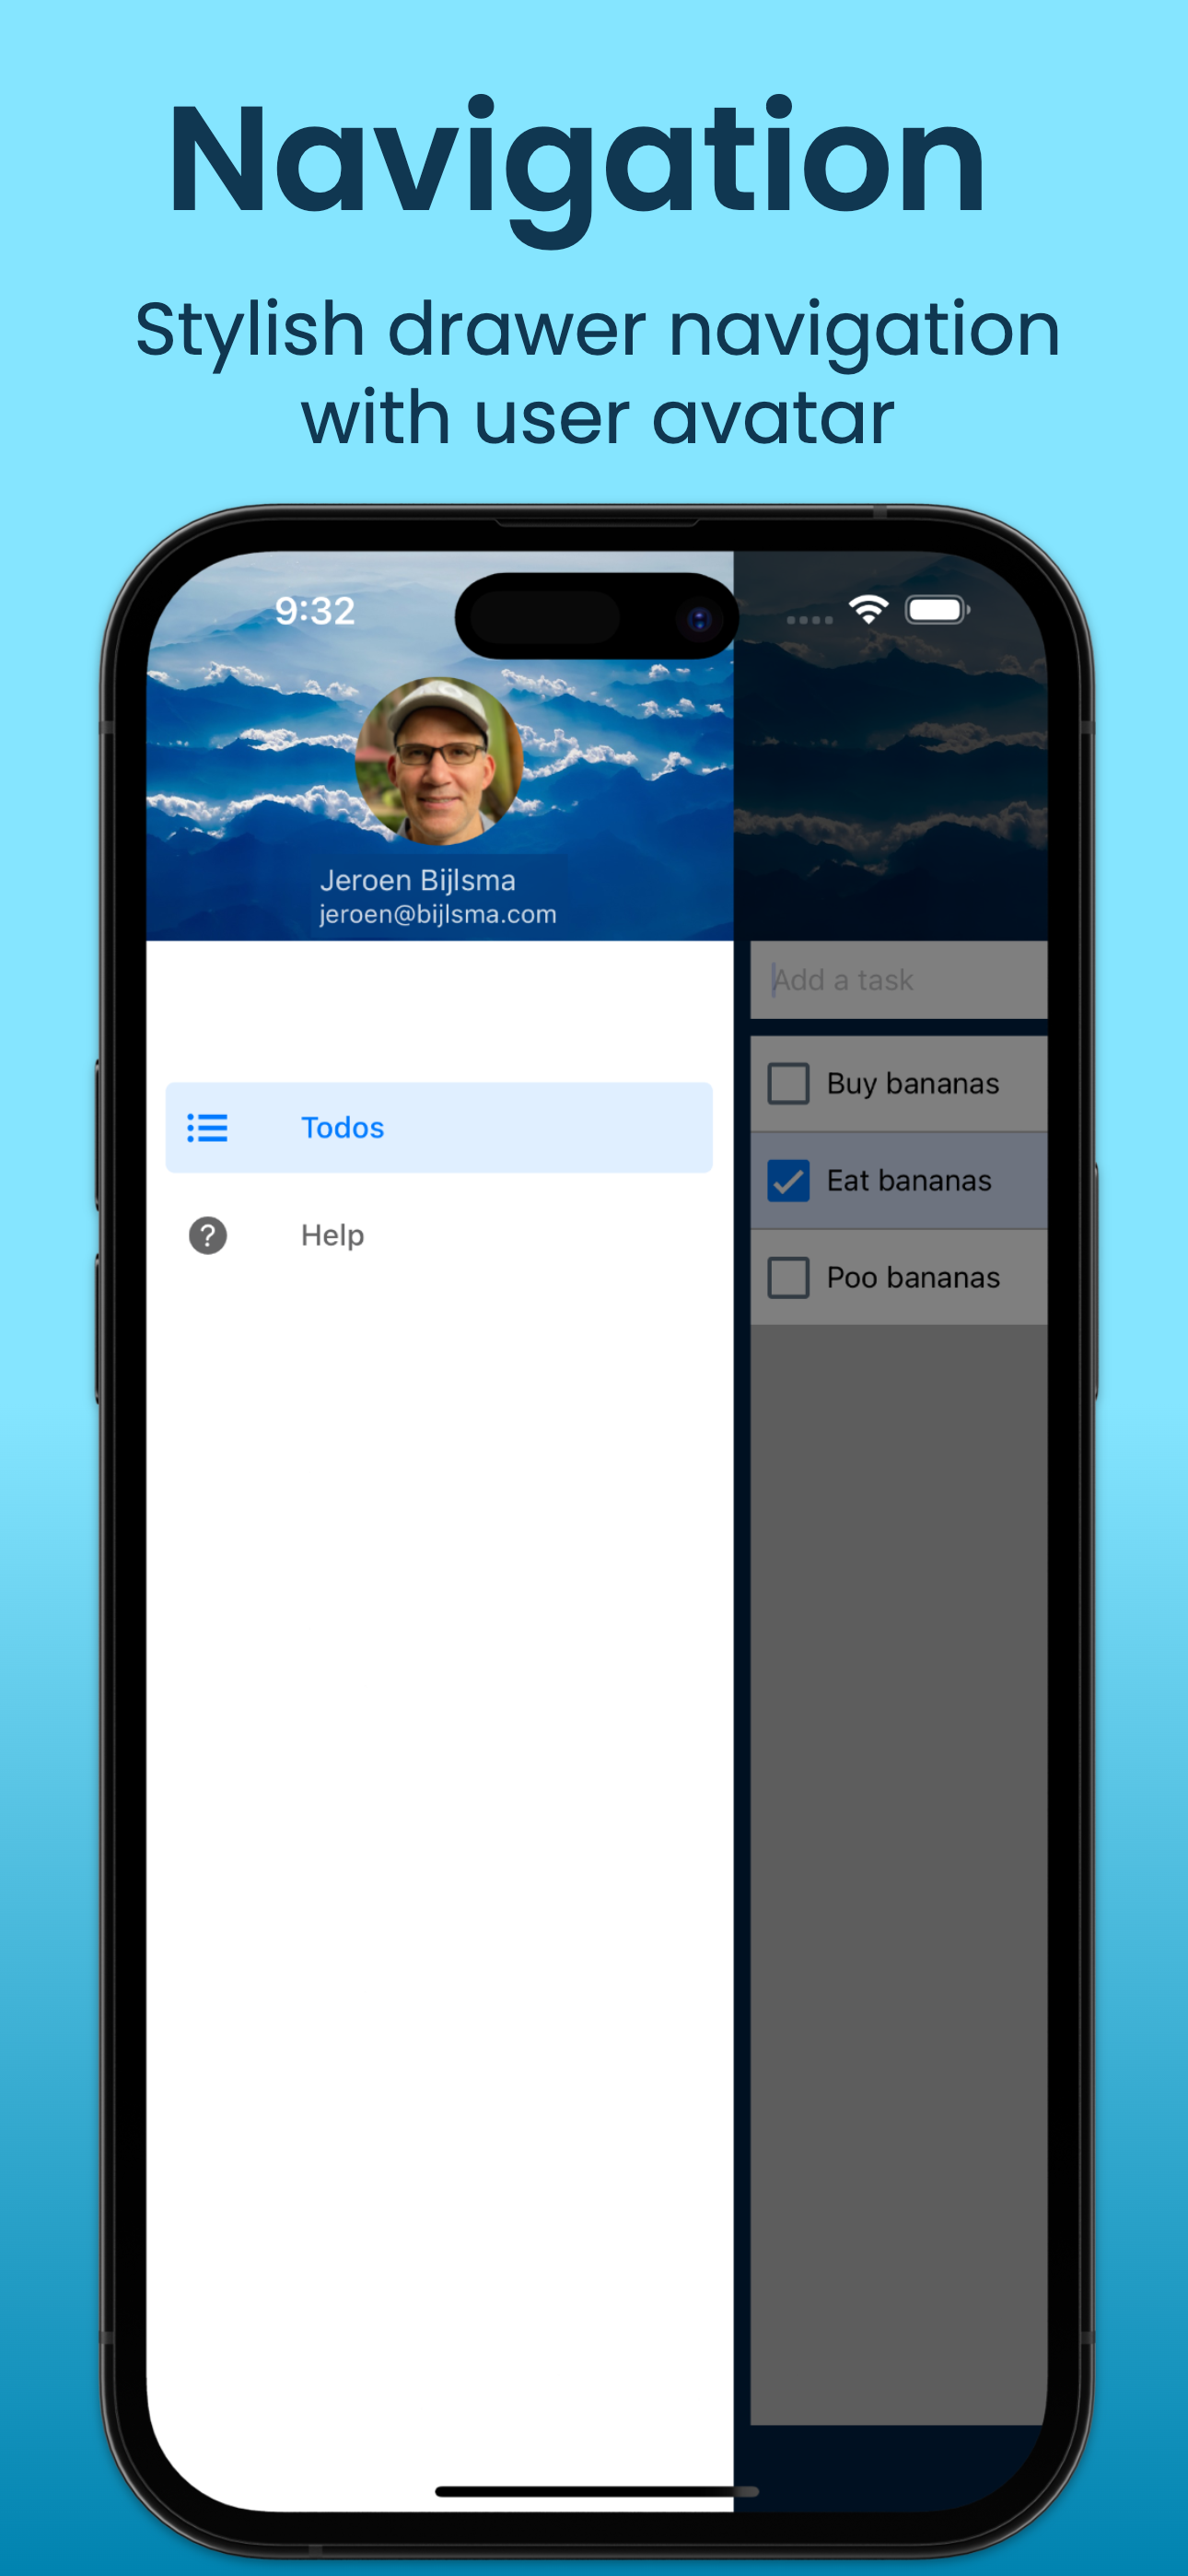 Navigation
Stylish drawer navigation
with user avatar
9:32
Jeroen Bijlsma
jeroen@bijlsma.com
Todos
? Help
Add a task
Buy bananas
Eat bananas
Poo bananas